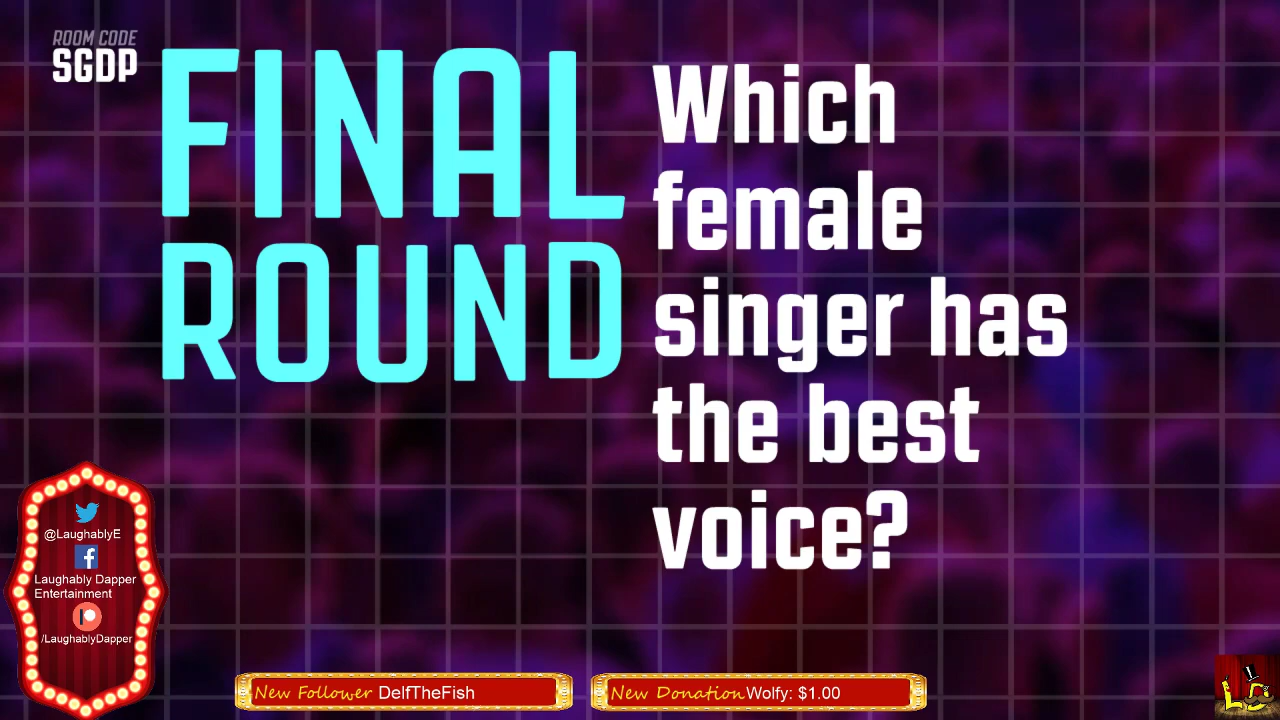 ROOM CODE
SGDP
FINAL
ROUND
Which
female
singer has
the best
voice?
@LaughablyE
Laughably Dapper
Entertainment
/LaughablyDapper
New Follower DelfTheFish
New Donation Wolfy: $1.00
LD